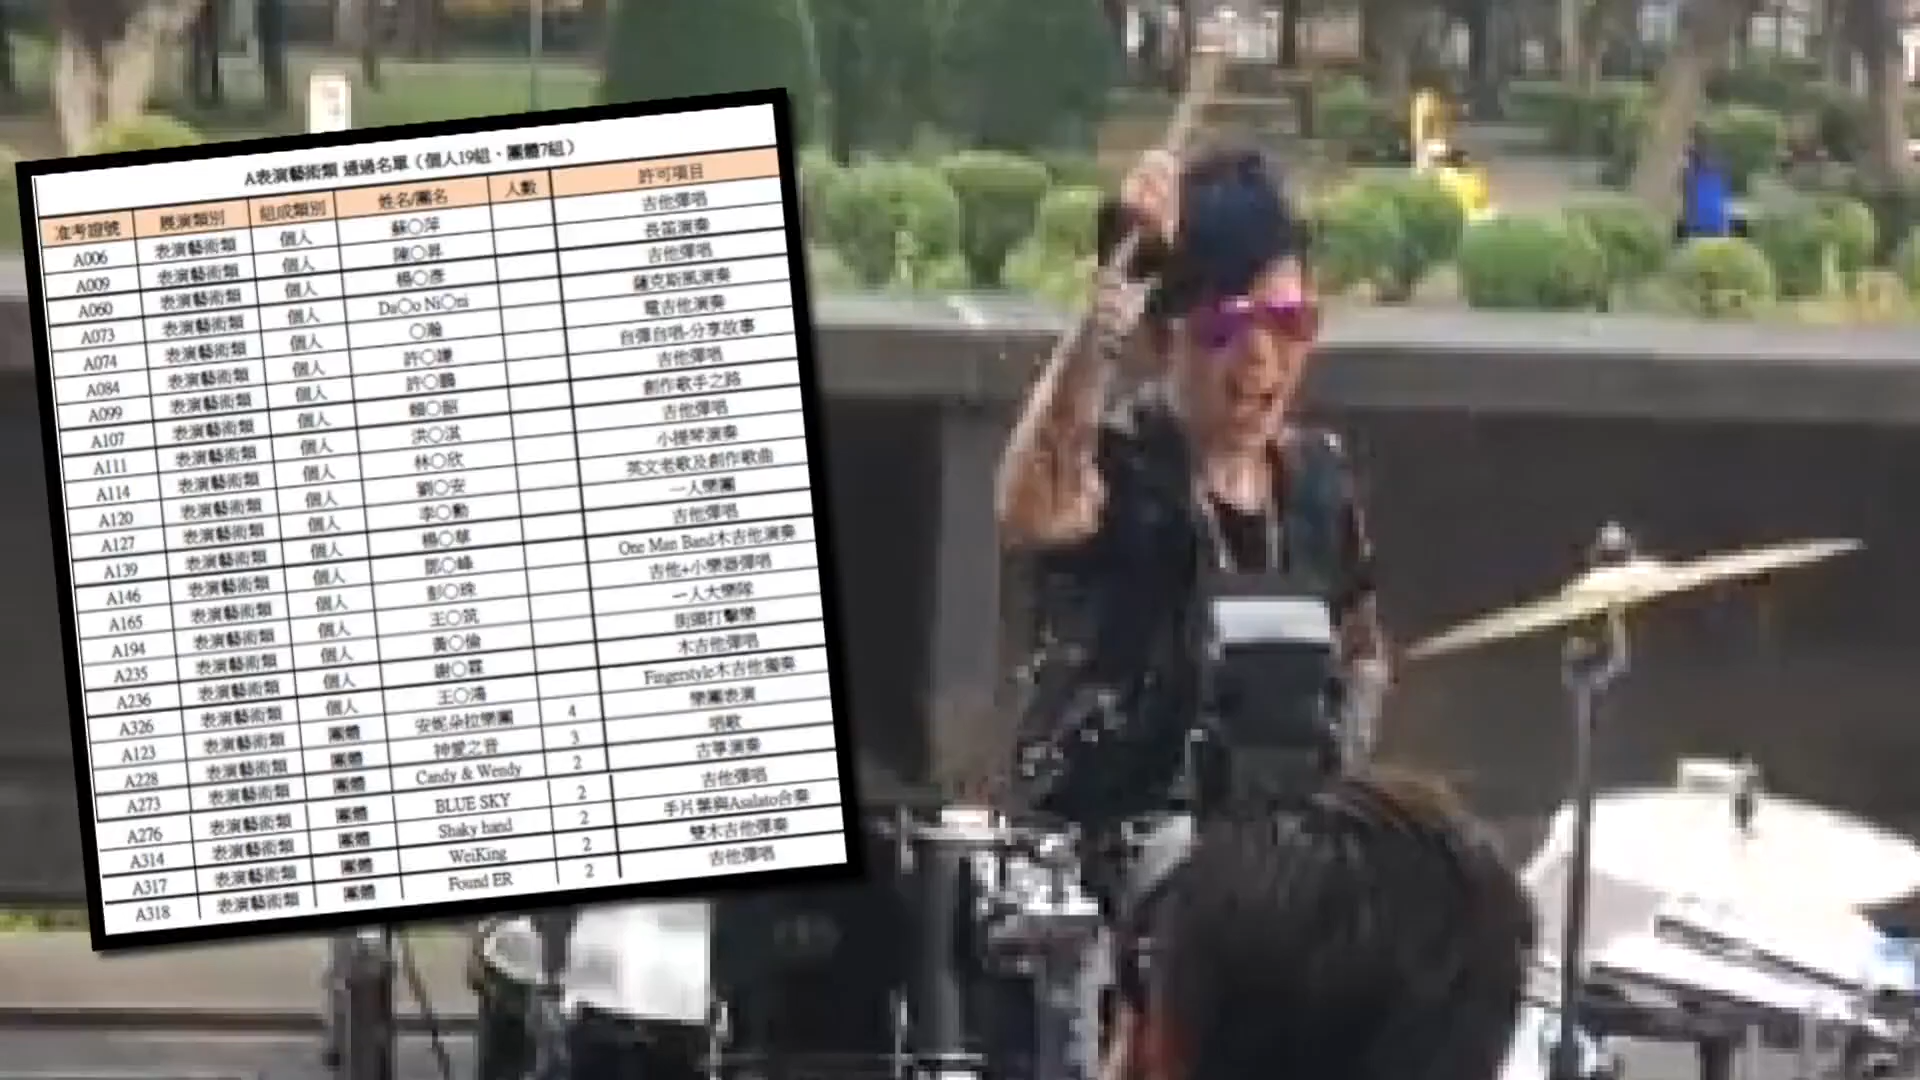 A表演藝術類 通過名單（個人19組、團體7組）
准考證號 展演類別 組成類別 姓名/團名 人數 許可項目
A006 表演藝術類 個人 蘇○萍 吉他彈唱
A009 表演藝術類 個人 陳○昇 長笛演奏
A060 表演藝術類 個人 楊○彥 吉他彈唱
A073 表演藝術類 個人 Da○o Ni○ni 薩克斯風演奏
A074 表演藝術類 個人 ○瀚 電吉他演奏
A084 表演藝術類 個人 許○謙 自彈自唱-分享故事
A099 表演藝術類 個人 許○鵬 吉他彈唱
A107 表演藝術類 個人 賴○韶 創作歌手之路
A111 表演藝術類 個人 洪○淇 吉他彈唱
A114 表演藝術類 個人 林○欣 小提琴演奏
A120 表演藝術類 個人 劉○安 英文老歌及創作歌曲
A127 表演藝術類 個人 李○勳 一人樂團
A139 表演藝術類 個人 楊○華 吉他彈唱
A146 表演藝術類 個人 鄭○峰 One Man Band木吉他演奏
A165 表演藝術類 個人 彭○珠 吉他+小樂器彈唱
A194 表演藝術類 個人 王○筑 一人大樂隊
A235 表演藝術類 個人 黃○倫 街頭打擊樂
A236 表演藝術類 個人 謝○霖 木吉他彈唱
A326 表演藝術類 個人 王○鴻 Fingerstyle木吉他獨奏
A123 表演藝術類 團體 安妮朵拉樂團 4 樂團表演
A228 表演藝術類 團體 神愛之音 3 唱歌
A273 表演藝術類 團體 Candy & Wendy 2 古箏演奏
A276 表演藝術類 團體 BLUE SKY 2 吉他彈唱
A314 表演藝術類 團體 Shaky hand 2 手片葉與Asalato合奏
A317 表演藝術類 團體 WeiKing 2 雙木吉他彈奏
A318 表演藝術類 團體 Found ER 2 吉他彈唱